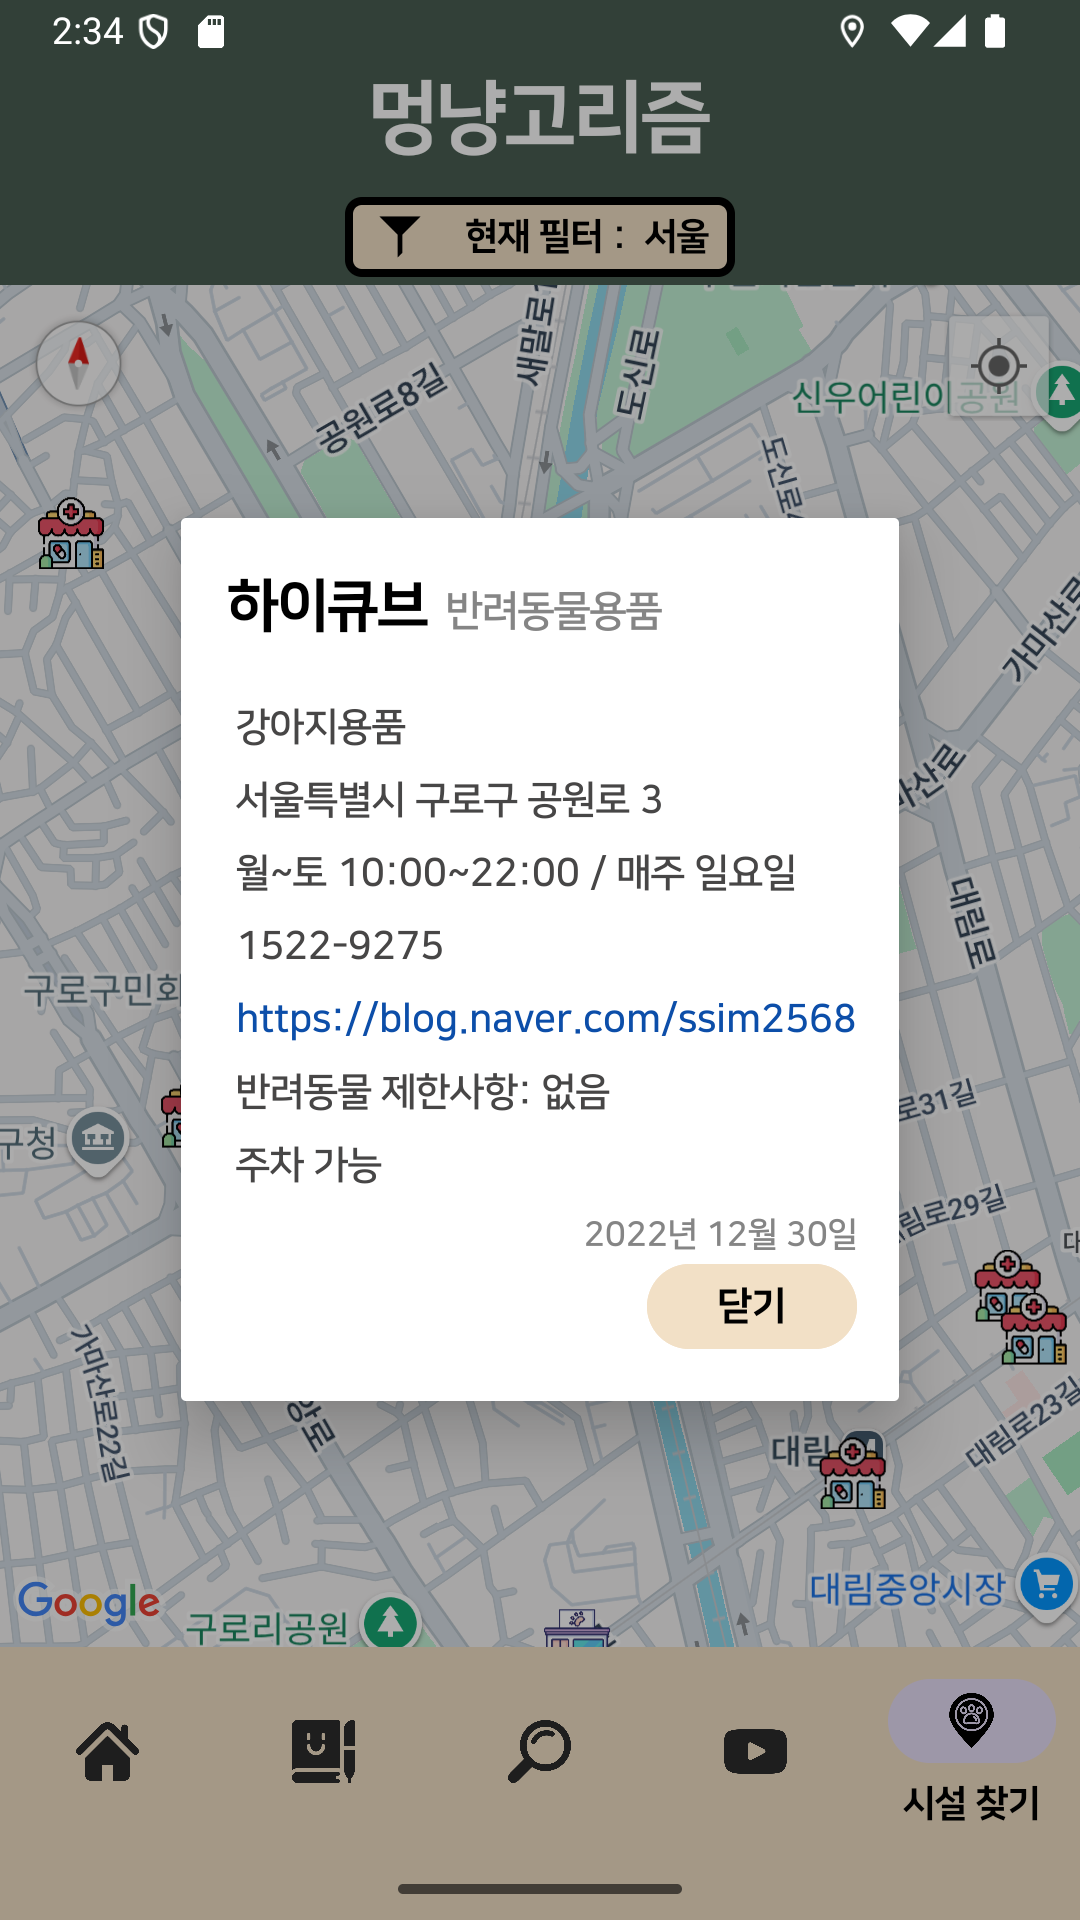 2:34
멍냥고리즘
현재 필터 : 서울
새말로
도신로
공원로8길
신우어린이공원
가마산로
하이큐브 반려동물용품
강아지용품
서울특별시 구로구 공원로 3
월~토 10:00~22:00 / 매주 일요일
1522-9275
대림로
구로구민회
https://blog.naver.com/ssim2568
반려동물 제한사항: 없음
로31길
구청
주차 가능
림로29길
2022년 12월 30일
닫기
가마산로22길
대림로23길
대림
대림중앙시장
Google
구로리공원
시설 찾기